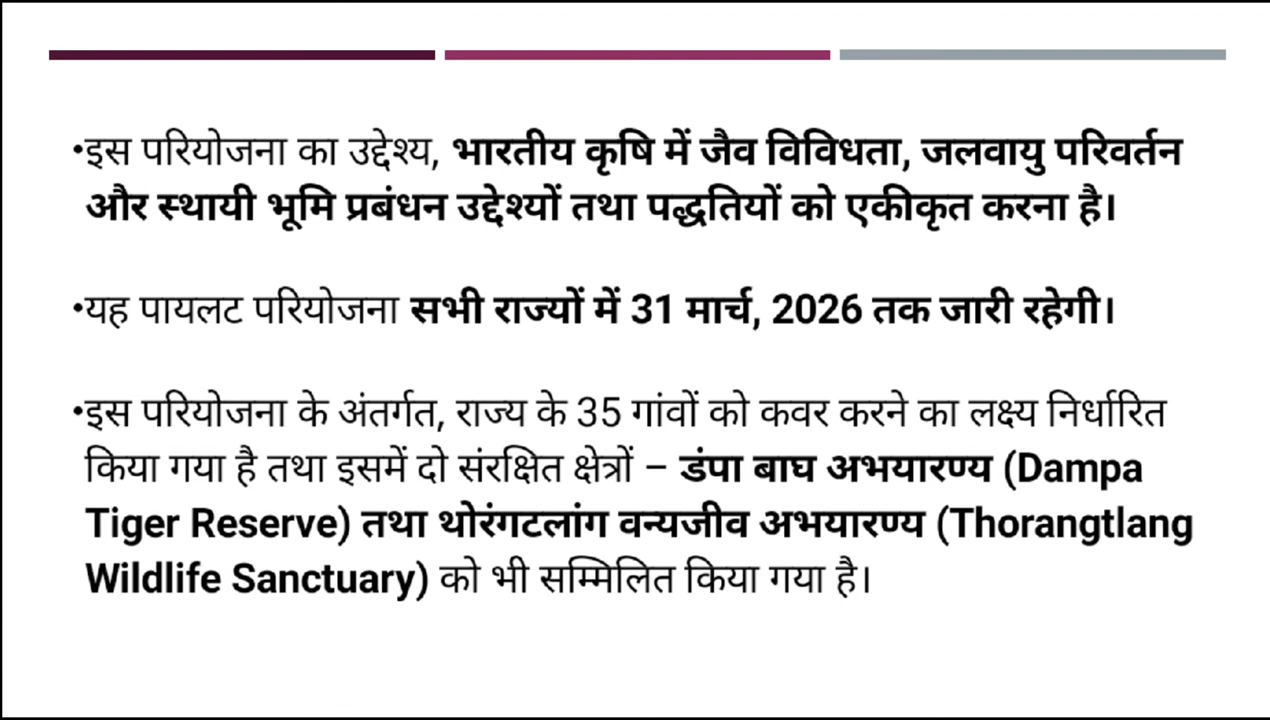 •इस परियोजना का उद्देश्य, भारतीय कृषि में जैव विविधता, जलवायु परिवर्तन
और स्थायी भूमि प्रबंधन उद्देश्यों तथा पद्धतियों को एकीकृत करना है।
•यह पायलट परियोजना सभी राज्यों में 31 मार्च, 2026 तक जारी रहेगी।
•इस परियोजना के अंतर्गत, राज्य के 35 गांवों को कवर करने का लक्ष्य निर्धारित
किया गया है तथा इसमें दो संरक्षित क्षेत्रों – डंपा बाघ अभयारण्य (Dampa
Tiger Reserve) तथा थोरंगटलांग वन्यजीव अभयारण्य (Thorangtlang
Wildlife Sanctuary) को भी सम्मिलित किया गया है।